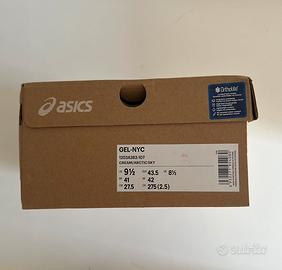 asics
OrthoLite
GEL-NYC
1203A383-107
CREAM/ARCTIC SKY
9½ 43.5 8½
41 42
27.5 275 (2.5)
subito